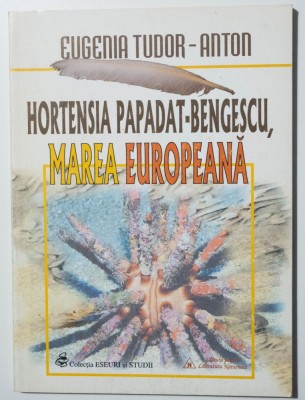 EUGENIA TUDOR-ANTON
HORTENSIA PAPADAT-BENGESCU,
MAREA EUROPEANĂ
Colecția ESEURI și STUDII